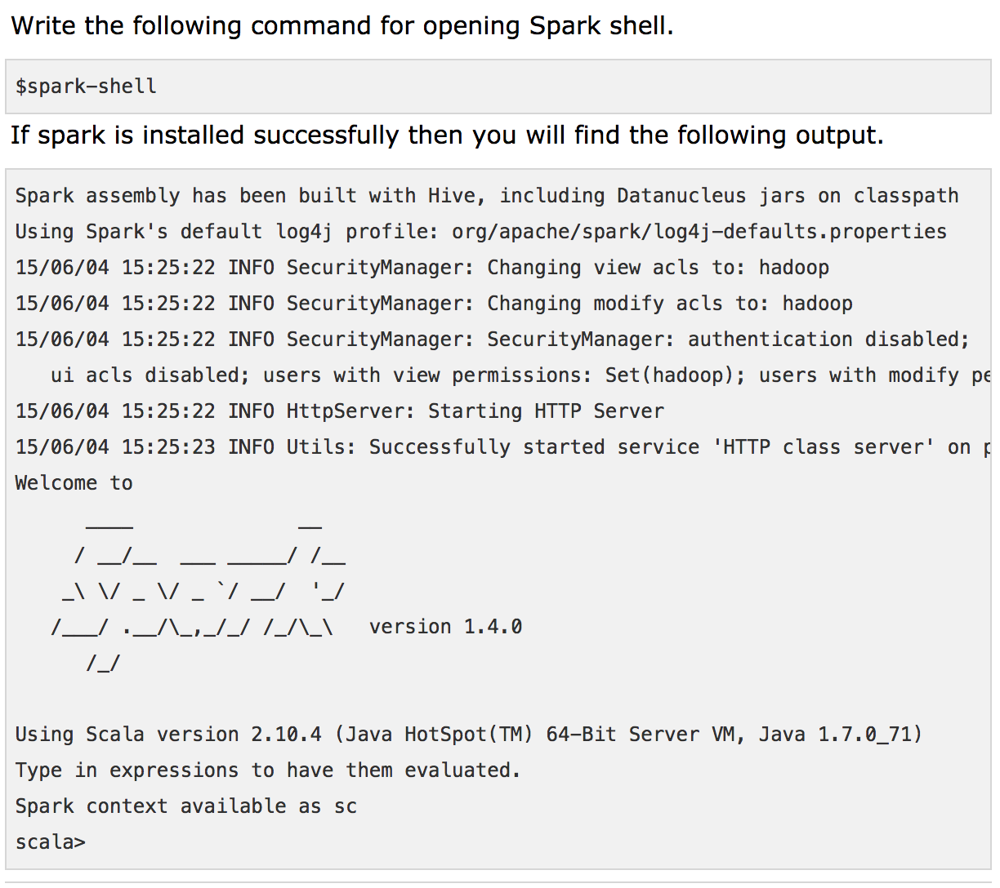 Write the following command for opening Spark shell.
$spark-shell
If spark is installed successfully then you will find the following output.
Spark assembly has been built with Hive, including Datanucleus jars on classpath
Using Spark's default log4j profile: org/apache/spark/log4j-defaults.properties
15/06/04 15:25:22 INFO SecurityManager: Changing view acls to: hadoop
15/06/04 15:25:22 INFO SecurityManager: Changing modify acls to: hadoop
15/06/04 15:25:22 INFO SecurityManager: SecurityManager: authentication disabled;
   ui acls disabled; users with view permissions: Set(hadoop); users with modify pe
15/06/04 15:25:22 INFO HttpServer: Starting HTTP Server
15/06/04 15:25:23 INFO Utils: Successfully started service 'HTTP class server' on p
Welcome to
      ____              __
     / __/__  ___ _____/ /__
    _\ \/ _ \/ _ `/ __/  '_/
   /___/ .__/\_,_/_/ /_/\_\   version 1.4.0
      /_/
Using Scala version 2.10.4 (Java HotSpot(TM) 64-Bit Server VM, Java 1.7.0_71)
Type in expressions to have them evaluated.
Spark context available as sc
scala>